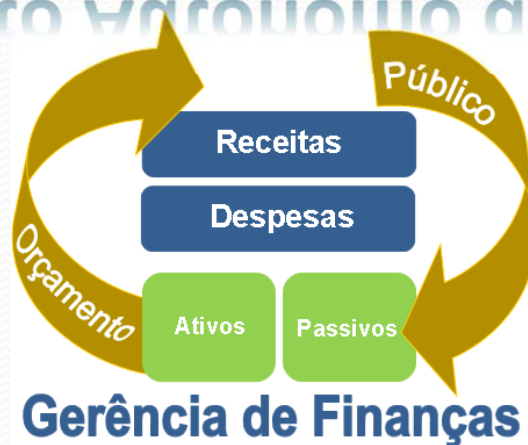 Público
Receitas
Despesas
Orçamento
Ativos
Passivos
Gerência de Finanças